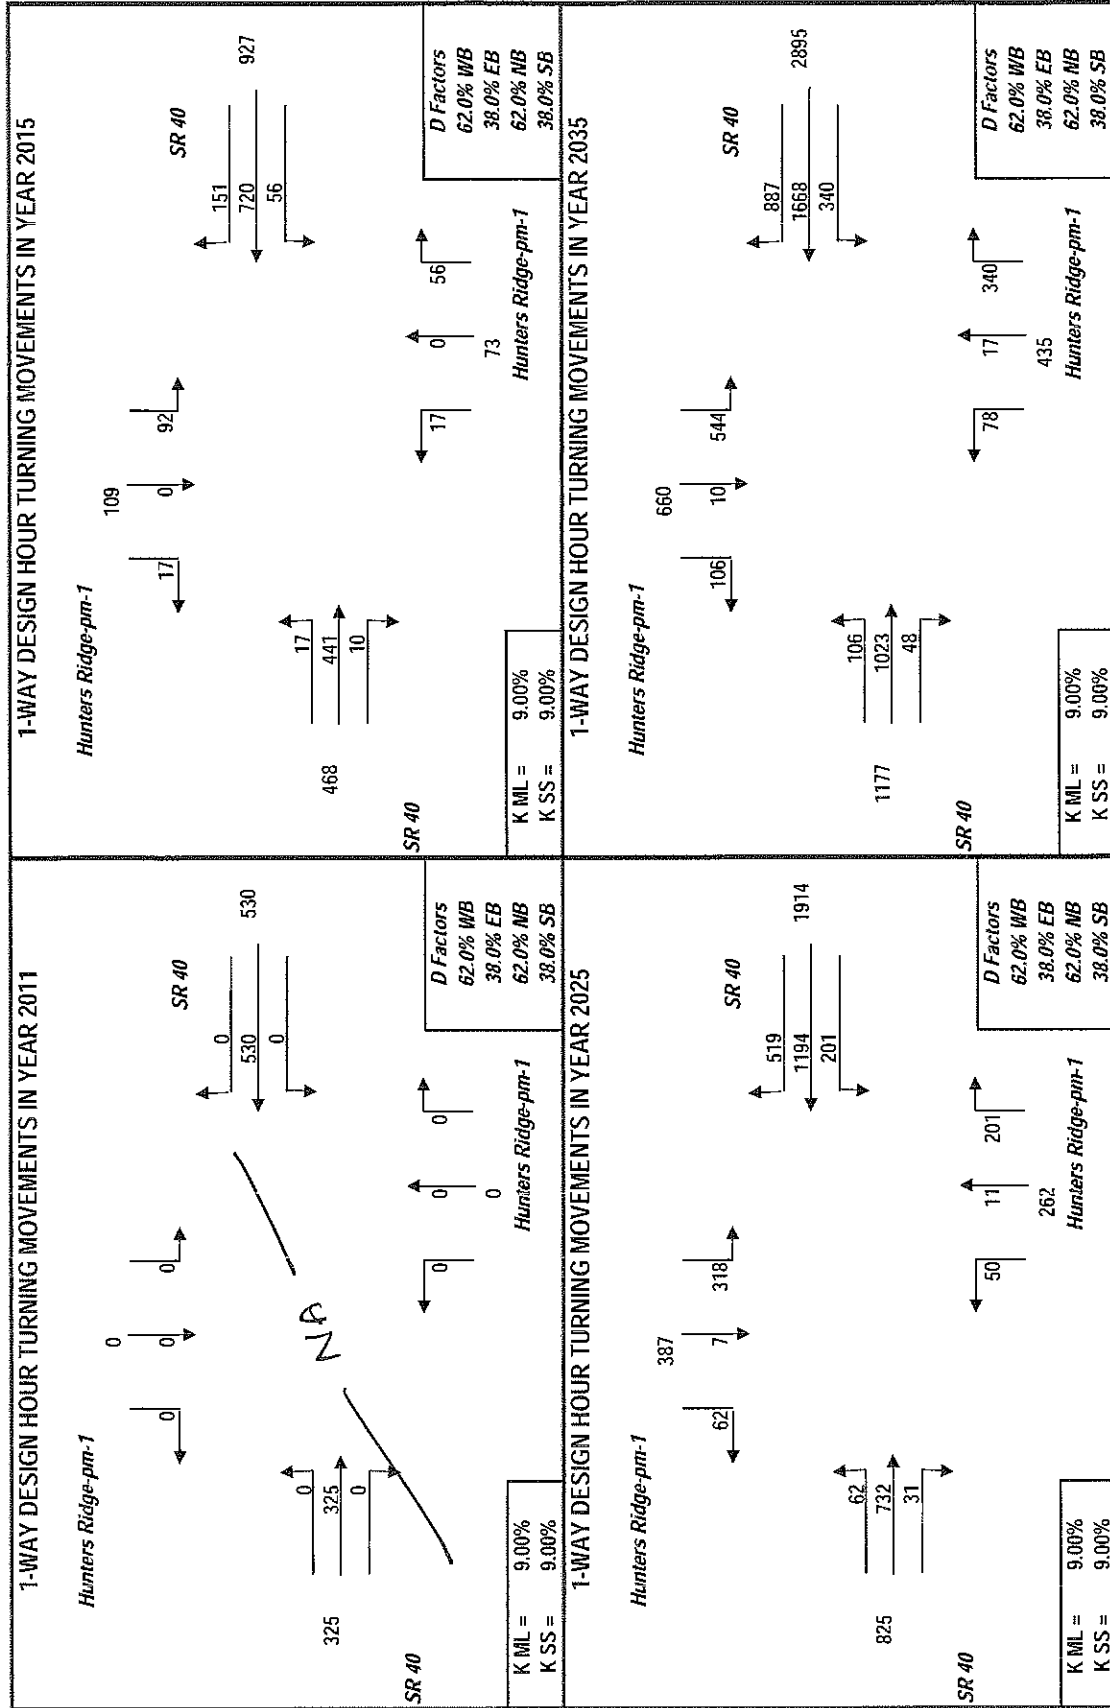 1-WAY DESIGN HOUR TURNING MOVEMENTS IN YEAR 2011
Hunters Ridge-pm-1
0
0 0 0
SR 40
0
530
0
530
325
0
325
0
SR 40
0 0 0
0
Hunters Ridge-pm-1
K ML = 9.00%
K SS = 9.00%
D Factors
62.0% WB
38.0% EB
62.0% NB
38.0% SB
1-WAY DESIGN HOUR TURNING MOVEMENTS IN YEAR 2015
Hunters Ridge-pm-1
109
17 0 92
SR 40
151
720
56
927
468
17
441
10
SR 40
17 0 56
73
Hunters Ridge-pm-1
K ML = 9.00%
K SS = 9.00%
D Factors
62.0% WB
38.0% EB
62.0% NB
38.0% SB
1-WAY DESIGN HOUR TURNING MOVEMENTS IN YEAR 2025
Hunters Ridge-pm-1
387
62 7 318
SR 40
519
1194
201
1914
825
62
732
31
SR 40
50 11 201
262
Hunters Ridge-pm-1
K ML = 9.00%
K SS = 9.00%
D Factors
62.0% WB
38.0% EB
62.0% NB
38.0% SB
1-WAY DESIGN HOUR TURNING MOVEMENTS IN YEAR 2035
Hunters Ridge-pm-1
660
106 10 544
SR 40
887
1668
340
2895
1177
106
1023
48
SR 40
78 17 340
435
Hunters Ridge-pm-1
K ML = 9.00%
K SS = 9.00%
D Factors
62.0% WB
38.0% EB
62.0% NB
38.0% SB